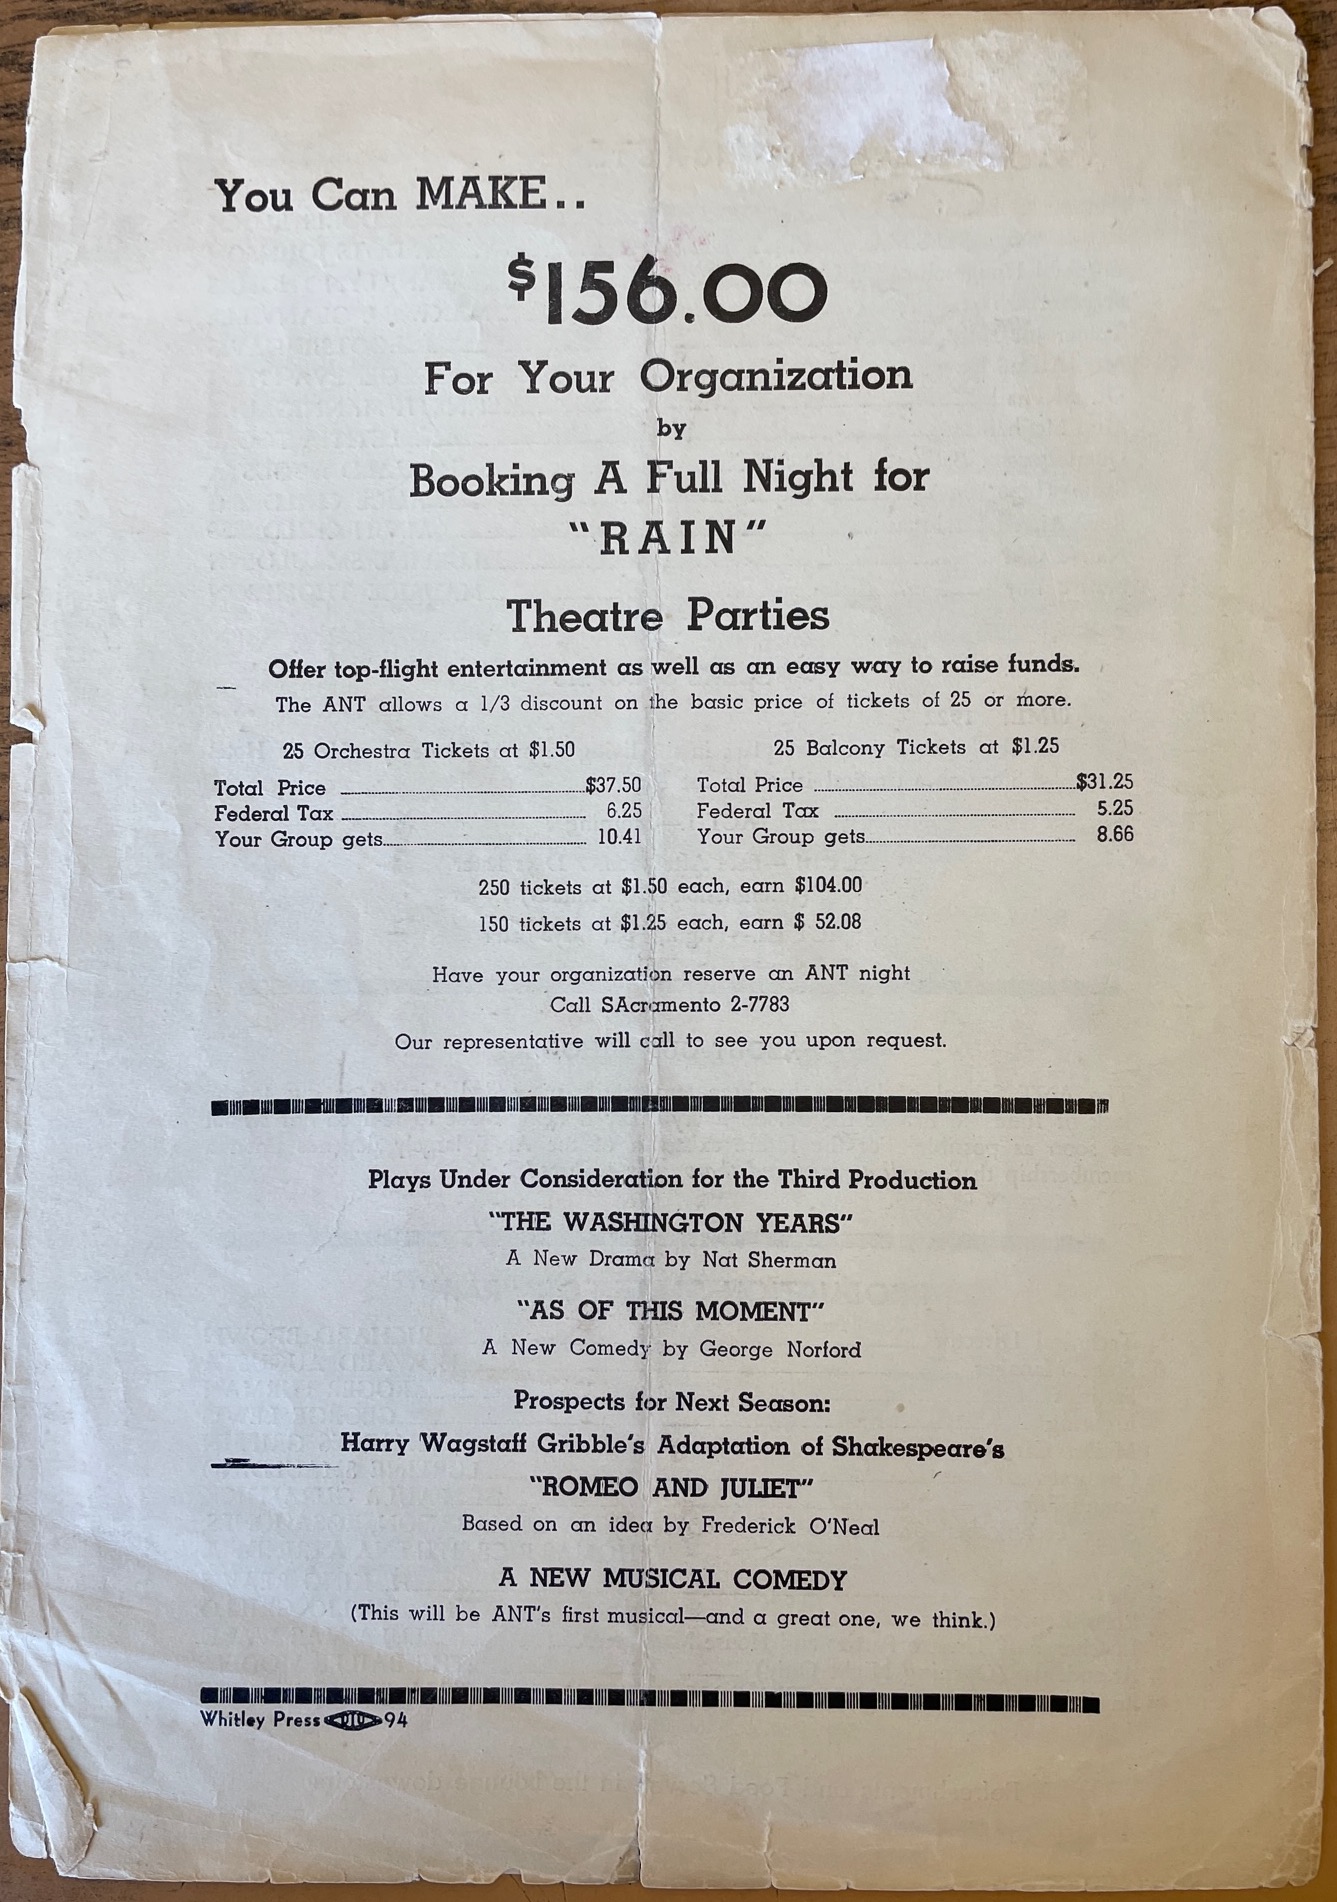 You Can MAKE..
$156.00
For Your Organization
by
Booking A Full Night for
"RAIN"
Theatre Parties
Offer top-flight entertainment as well as an easy way to raise funds.
The ANT allows a 1/3 discount on the basic price of tickets of 25 or more.
25 Orchestra Tickets at $1.50
Total Price $37.50
Federal Tax 6.25
Your Group gets 10.41
25 Balcony Tickets at $1.25
Total Price $31.25
Federal Tax 5.25
Your Group gets 8.66
250 tickets at $1.50 each, earn $104.00
150 tickets at $1.25 each, earn $ 52.08
Have your organization reserve an ANT night
Call SAcramento 2-7783
Our representative will call to see you upon request.
Plays Under Consideration for the Third Production
"THE WASHINGTON YEARS"
A New Drama by Nat Sherman
"AS OF THIS MOMENT"
A New Comedy by George Norford
Prospects for Next Season:
Harry Wagstaff Gribble's Adaptation of Shakespeare's
"ROMEO AND JULIET"
Based on an idea by Frederick O'Neal
A NEW MUSICAL COMEDY
(This will be ANT's first musical—and a great one, we think.)
Whitley Press 94